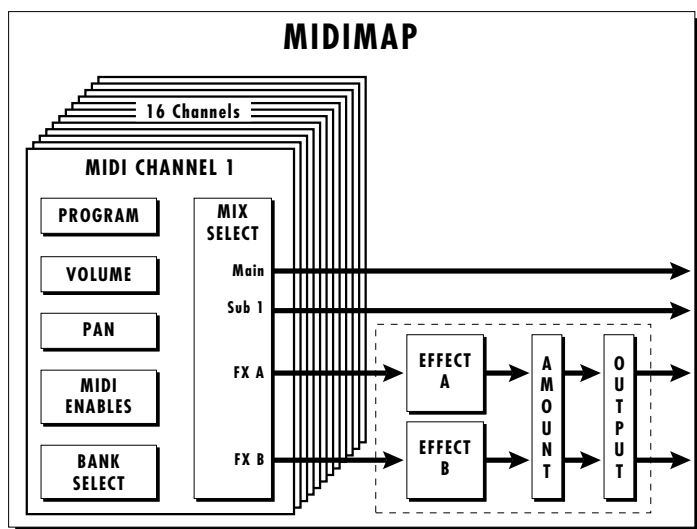 MIDIMAP
16 Channels
MIDI CHANNEL 1
PROGRAM
VOLUME
PAN
MIDI
ENABLES
BANK
SELECT
MIX
SELECT
Main
Sub 1
FX A
FX B
EFFECT
A
EFFECT
B
AMOUNT
OUTPUT